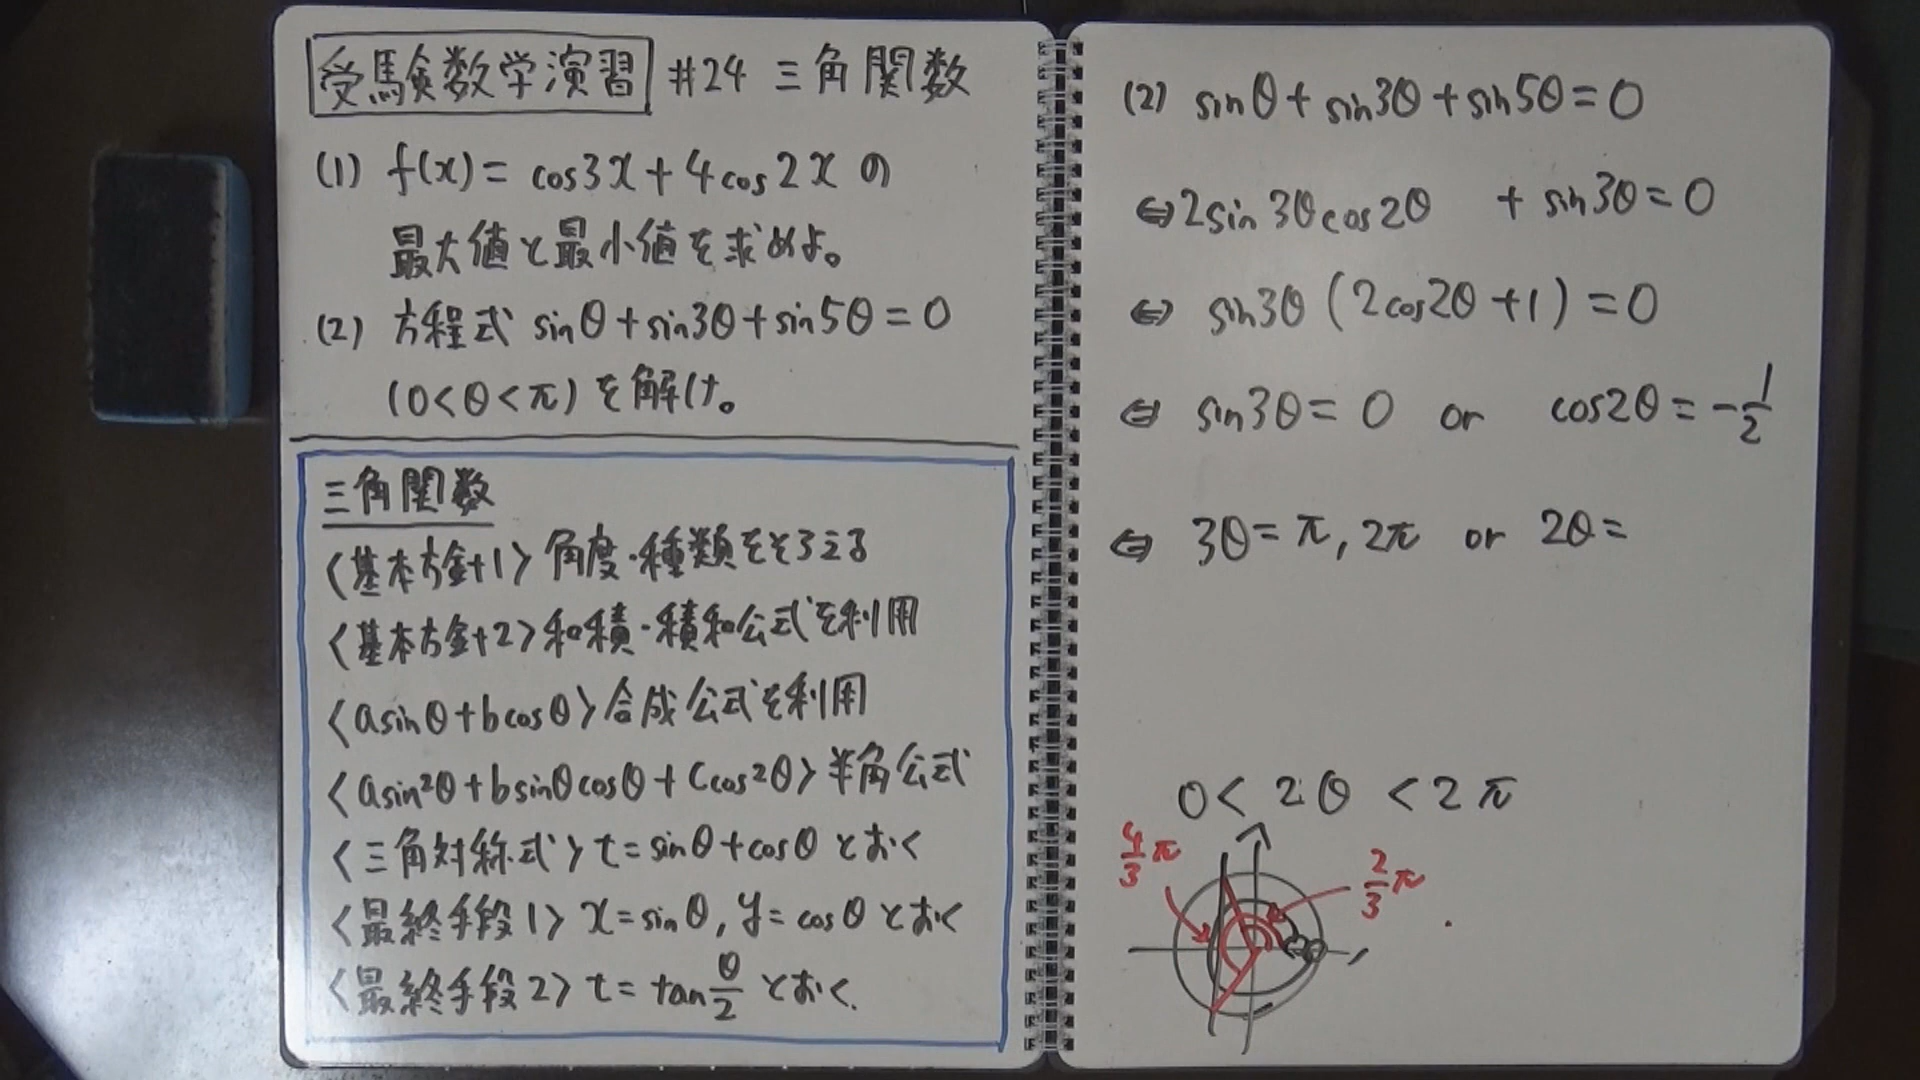 受験数学演習 #24 三角関数
(1) f(x) = cos3x + 4cos2x の
最大値と最小値を求めよ。
(2) 方程式 sinθ + sin3θ + sin5θ = 0
(0 < θ < π) を解け。
三角関数
〈基本方針1〉角度・種類をそろえる
〈基本方針2〉和積・積和公式を利用
〈asinθ + bcosθ〉合成公式を利用
〈asin²θ + bsinθcosθ + Ccos²θ〉半角公式
〈三角対称式〉t = sinθ + cosθ とおく
〈最終手段1〉x = sinθ, y = cosθ とおく
〈最終手段2〉t = tan θ/2 とおく.
(2) sinθ + sin3θ + sin5θ = 0
⇔ 2sin3θcos2θ + sin3θ = 0
⇔ sin3θ (2cos2θ + 1) = 0
⇔ sin3θ = 0 or cos2θ = -1/2
⇔ 3θ = π, 2π or 2θ =
0 < 2θ < 2π
4/3 π
2/3 π